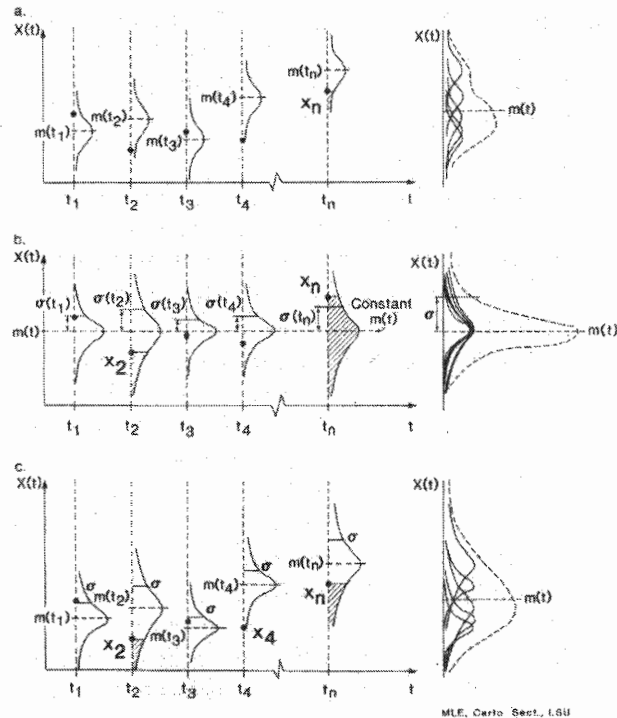 a.
X(t) X(t)
m(t₁) m(t₂) m(t₃) m(t₄) m(tₙ) xₙ m(t)
t₁ t₂ t₃ t₄ tₙ t
b.
X(t) X(t)
σ(t₁) σ(t₂) σ(t₃) σ(t₄) σ(tₙ) xₙ Constant m(t) σ
m(t) x₂ m(t)
t₁ t₂ t₃ t₄ tₙ t
c.
X(t) X(t)
σ σ σ σ σ
m(t₁) m(t₂) m(t₃) m(t₄) m(tₙ) m(t)
x₂ x₄ xₙ
t₁ t₂ t₃ t₄ tₙ t
MLE, Carto Sect., LSU